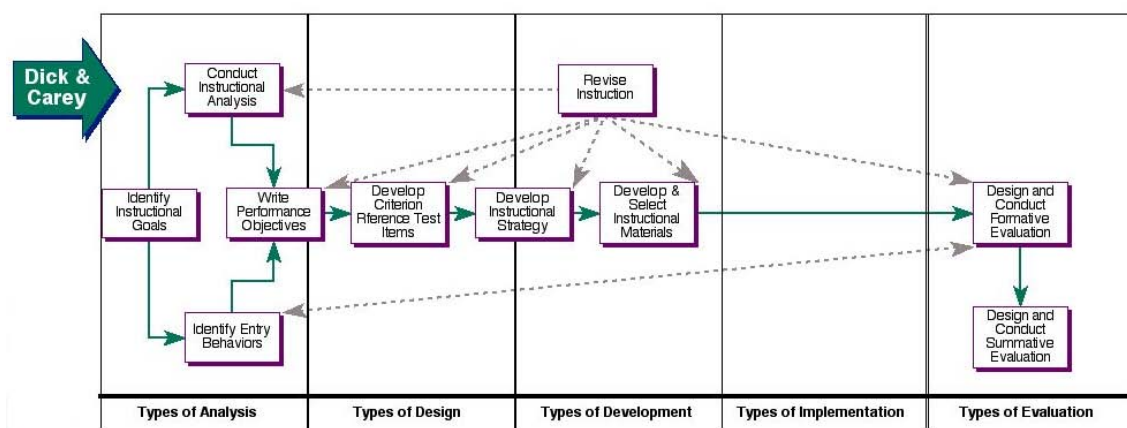 Dick &
Carey
Conduct
Instructional
Analysis
Revise
Instruction
Identify
Instructional
Goals
Write
Performance
Objectives
Develop
Criterion
Rference Test
Items
Develop
Instructional
Strategy
Develop &
Select
Instructional
Materials
Design and
Conduct
Formative
Evaluation
Identify Entry
Behaviors
Design and
Conduct
Summative
Evaluation
Types of Analysis
Types of Design
Types of Development
Types of Implementation
Types of Evaluation